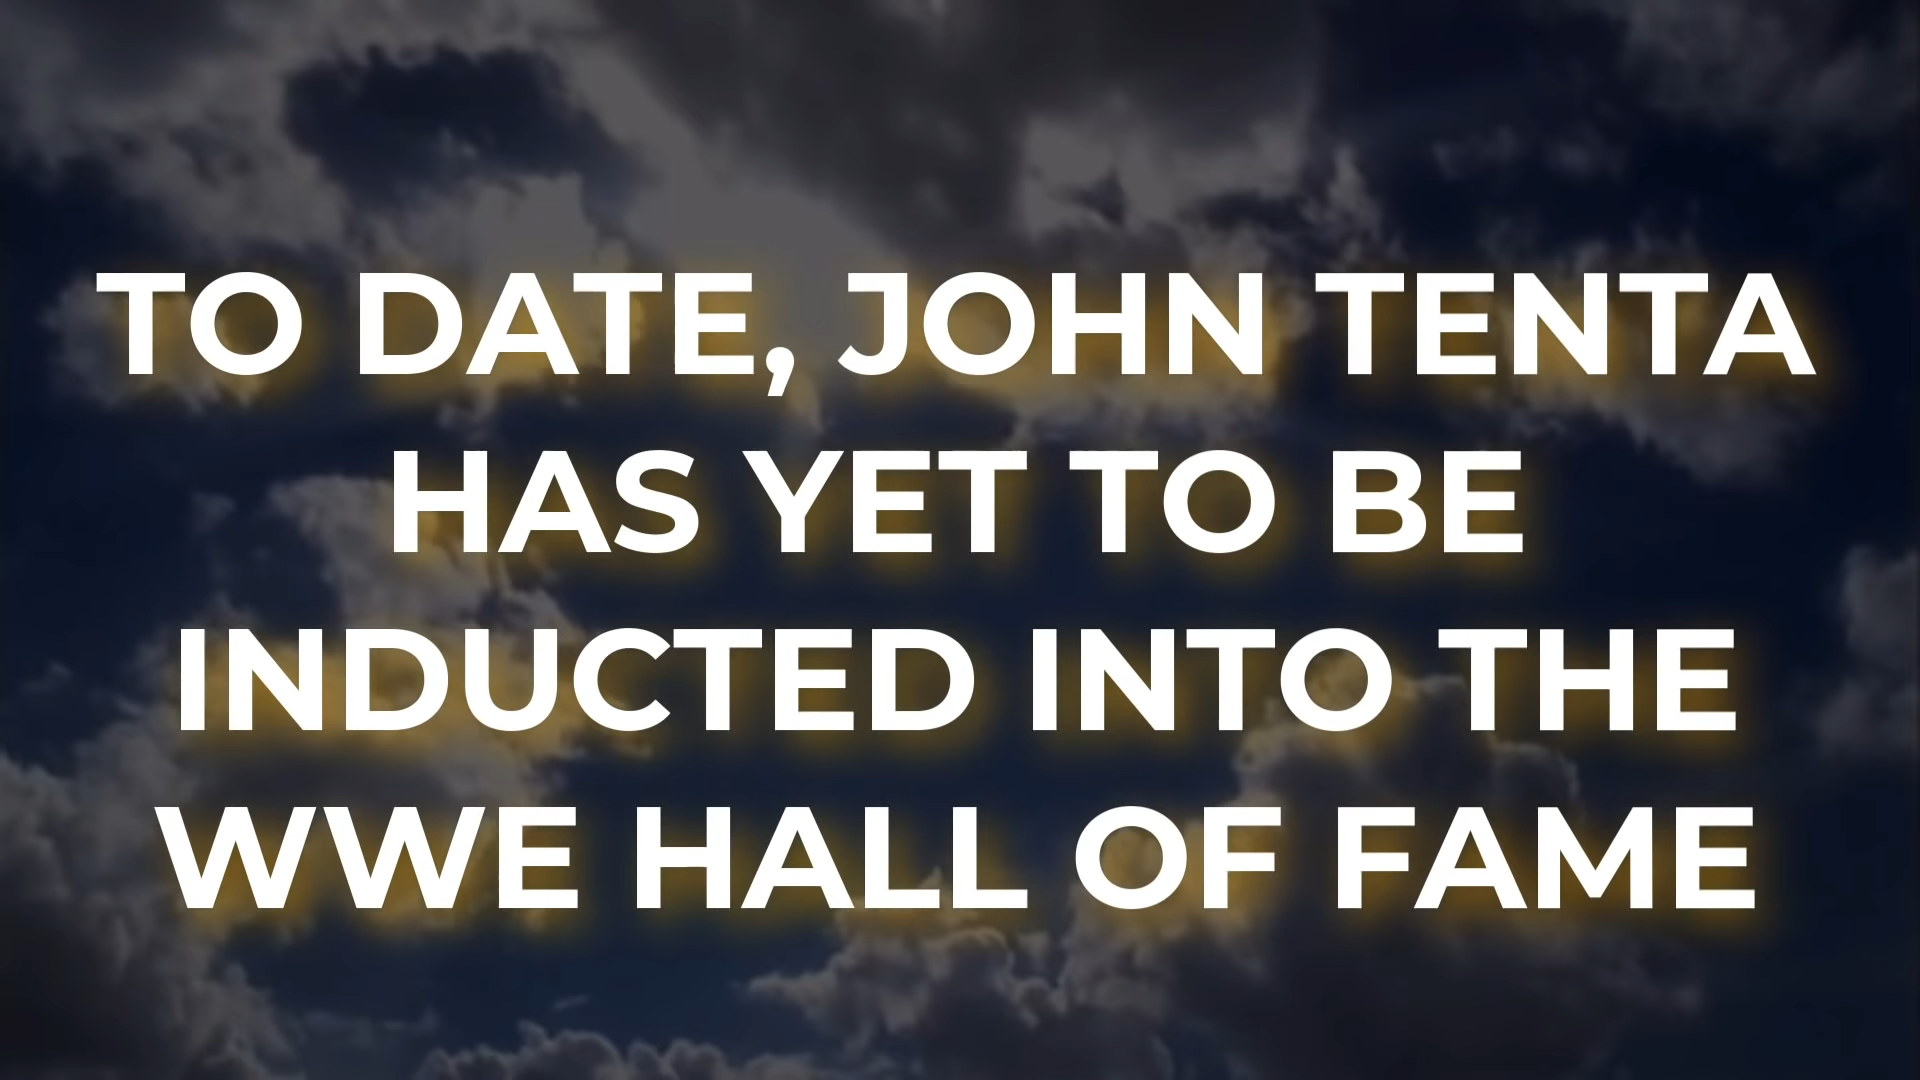 TO DATE, JOHN TENTA
HAS YET TO BE
INDUCTED INTO THE
WWE HALL OF FAME